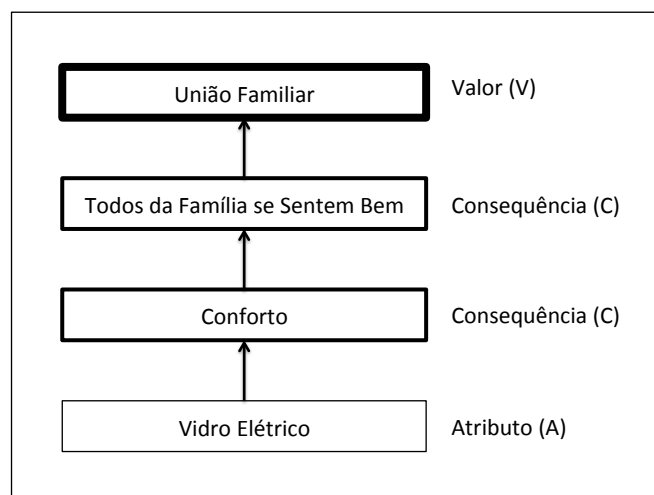 União Familiar
Valor (V)
Todos da Família se Sentem Bem
Consequência (C)
Conforto
Consequência (C)
Vidro Elétrico
Atributo (A)